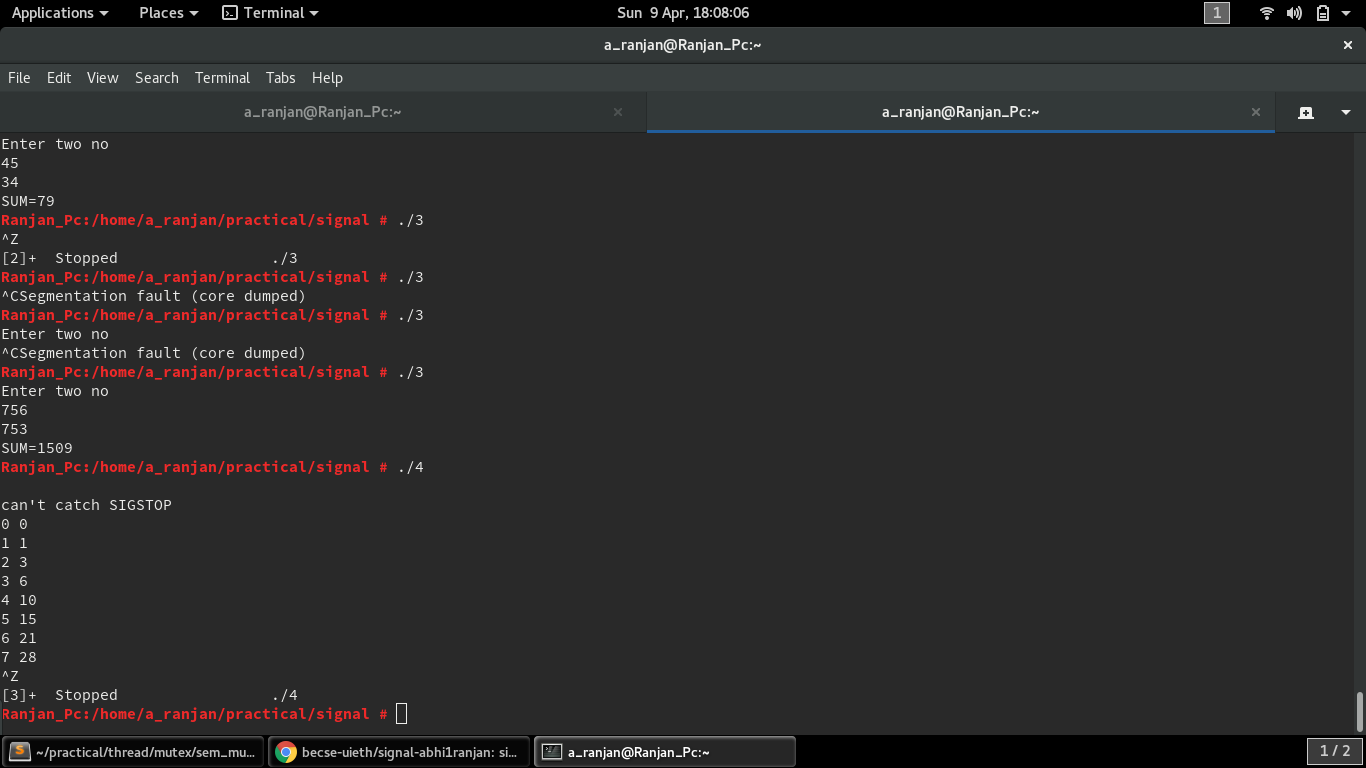 Applications Places Terminal Sun 9 Apr, 18:08:06 1
a_ranjan@Ranjan_Pc:~
File Edit View Search Terminal Tabs Help
a_ranjan@Ranjan_Pc:~ a_ranjan@Ranjan_Pc:~
Enter two no
45
34
SUM=79
Ranjan_Pc:/home/a_ranjan/practical/signal # ./3
^Z
[2]+  Stopped                 ./3
Ranjan_Pc:/home/a_ranjan/practical/signal # ./3
^CSegmentation fault (core dumped)
Ranjan_Pc:/home/a_ranjan/practical/signal # ./3
Enter two no
^CSegmentation fault (core dumped)
Ranjan_Pc:/home/a_ranjan/practical/signal # ./3
Enter two no
756
753
SUM=1509
Ranjan_Pc:/home/a_ranjan/practical/signal # ./4
can't catch SIGSTOP
0 0
1 1
2 3
3 6
4 10
5 15
6 21
7 28
^Z
[3]+  Stopped                 ./4
Ranjan_Pc:/home/a_ranjan/practical/signal #
~/practical/thread/mutex/sem_mu... becse-uieth/signal-abhi1ranjan: si... a_ranjan@Ranjan_Pc:~ 1 / 2